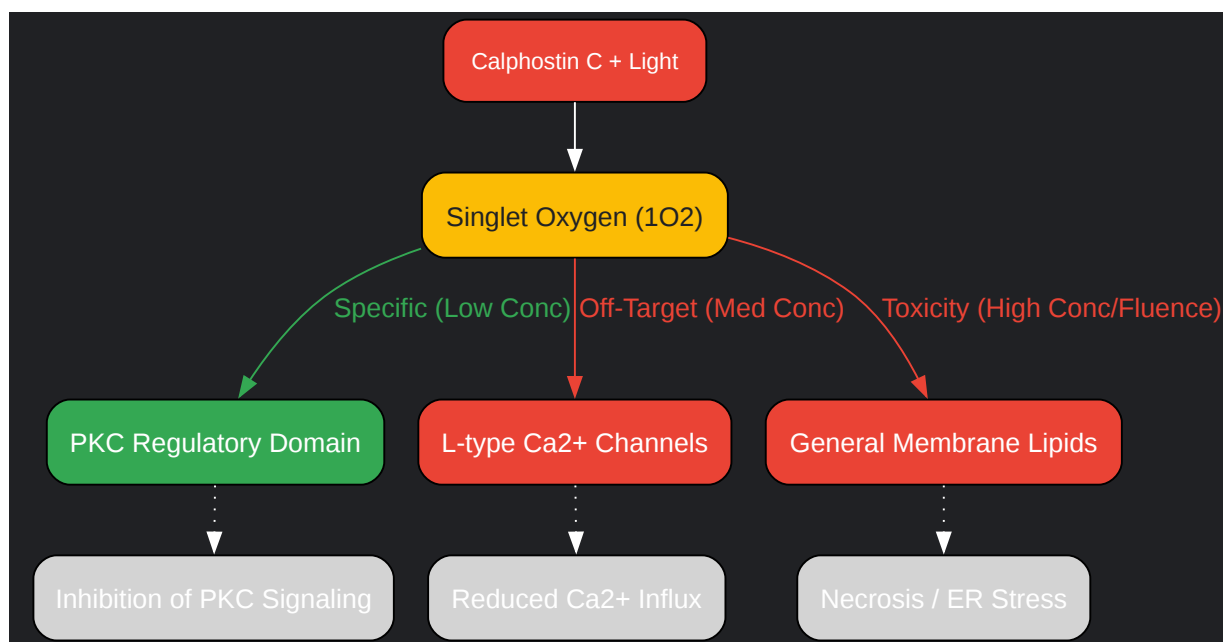 Calphostin C + Light
Singlet Oxygen (1O2)
Specific (Low Conc)
Off-Target (Med Conc)
Toxicity (High Conc/Fluence)
PKC Regulatory Domain
L-type Ca2+ Channels
General Membrane Lipids
Inhibition of PKC Signaling
Reduced Ca2+ Influx
Necrosis / ER Stress